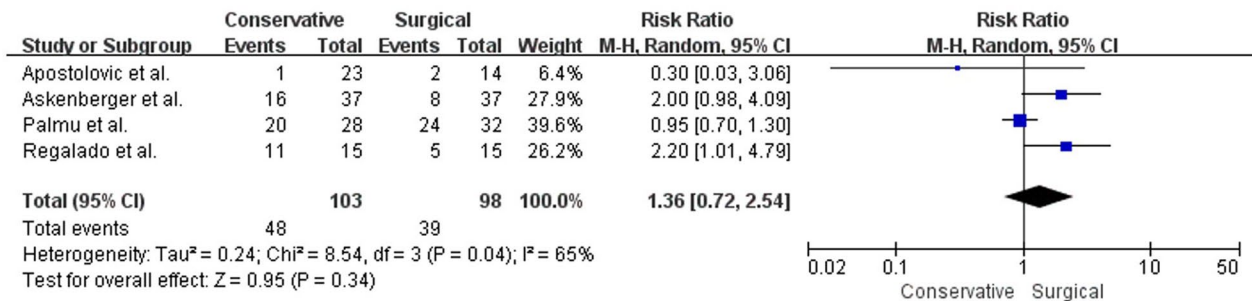 Conservative Surgical Risk Ratio Risk Ratio
Study or Subgroup Events Total Events Total Weight M-H, Random, 95% CI M-H, Random, 95% CI
Apostolovic et al. 1 23 2 14 6.4% 0.30 [0.03, 3.06]
Askenberger et al. 16 37 8 37 27.9% 2.00 [0.98, 4.09]
Palmu et al. 20 28 24 32 39.6% 0.95 [0.70, 1.30]
Regalado et al. 11 15 5 15 26.2% 2.20 [1.01, 4.79]
Total (95% CI) 103 98 100.0% 1.36 [0.72, 2.54]
Total events 48 39
Heterogeneity: Tau² = 0.24; Chi² = 8.54, df = 3 (P = 0.04); I² = 65%
Test for overall effect: Z = 0.95 (P = 0.34)
0.02 0.1 1 10 50
Conservative Surgical